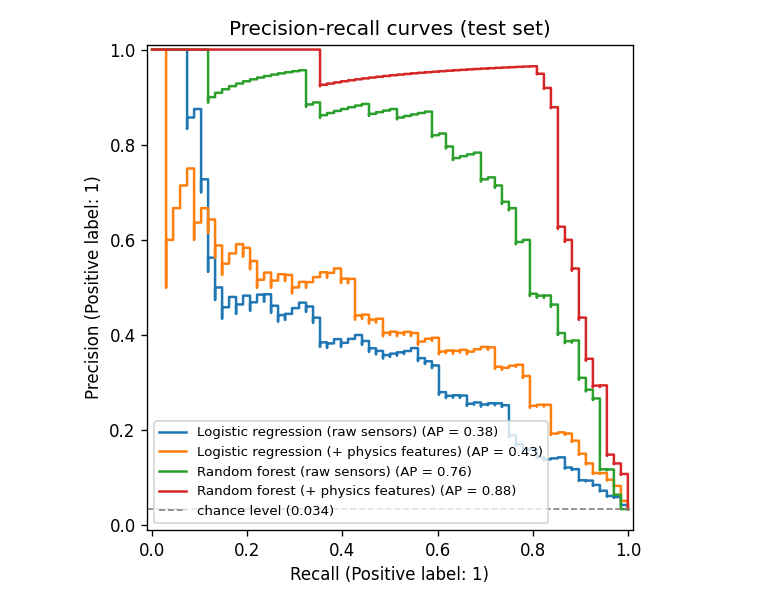 Precision-recall curves (test set)
Precision (Positive label: 1)
1.0
0.8
0.6
0.4
0.2
0.0
Logistic regression (raw sensors) (AP = 0.38)
Logistic regression (+ physics features) (AP = 0.43)
Random forest (raw sensors) (AP = 0.76)
Random forest (+ physics features) (AP = 0.88)
chance level (0.034)
0.0 0.2 0.4 0.6 0.8 1.0
Recall (Positive label: 1)